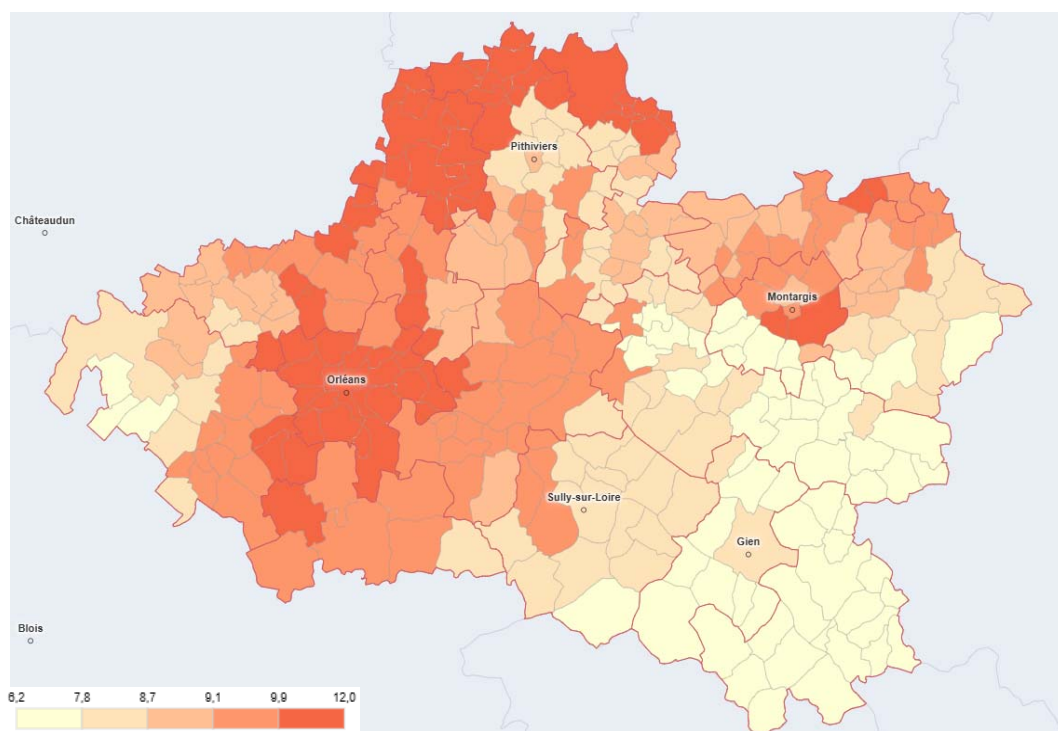 Pithiviers
Châteaudun
Montargis
Orléans
Sully-sur-Loire
Gien
Blois
6,2 7,8 8,7 9,1 9,9 12,0